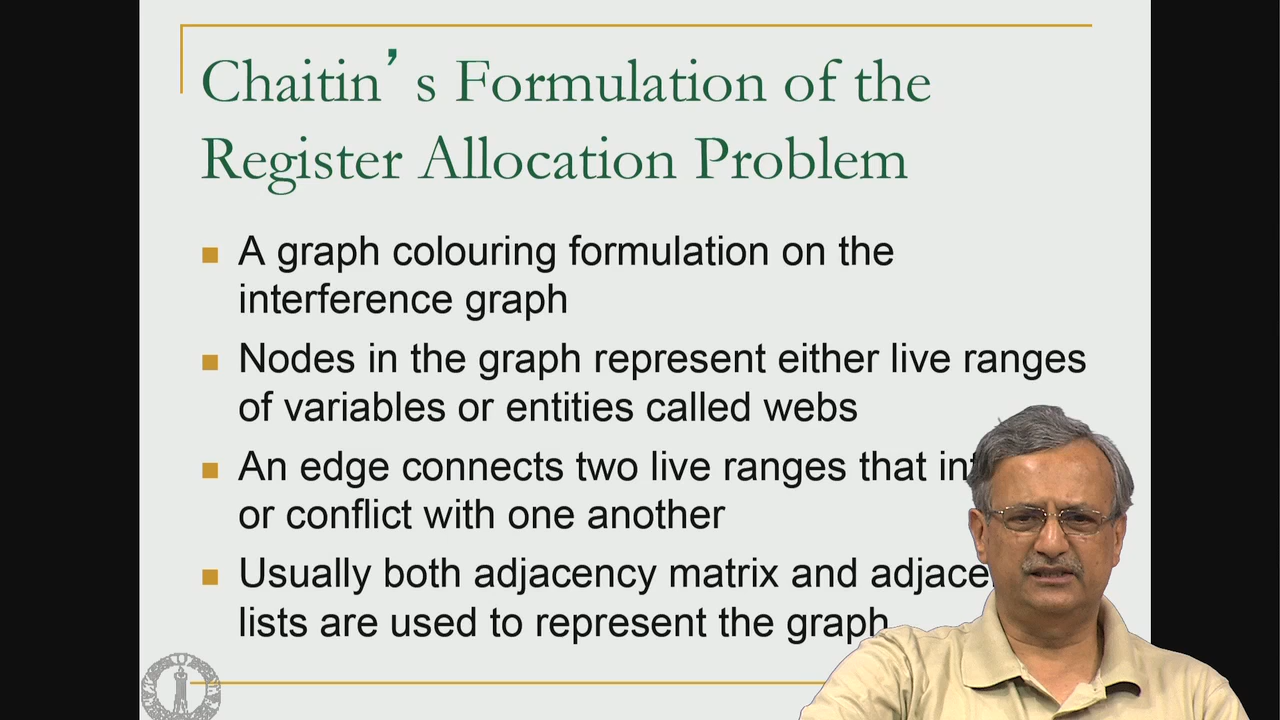 Chaitin’s Formulation of the
Register Allocation Problem
A graph colouring formulation on the
interference graph
Nodes in the graph represent either live ranges
of variables or entities called webs
An edge connects two live ranges that
or conflict with one another
Usually both adjacency matrix and
lists are used to represent the graph